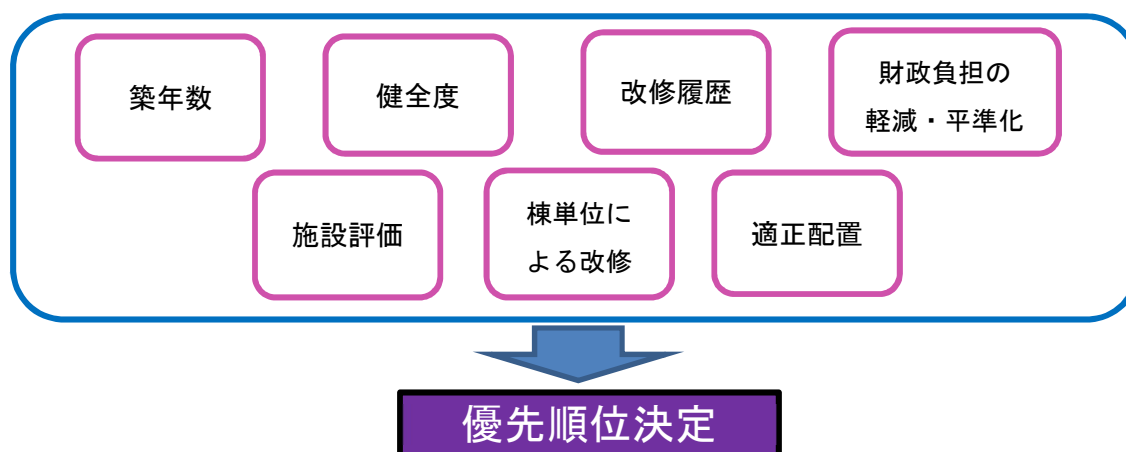 築年数
健全度
改修履歴
財政負担の
軽減・平準化
施設評価
棟単位に
よる改修
適正配置
優先順位決定